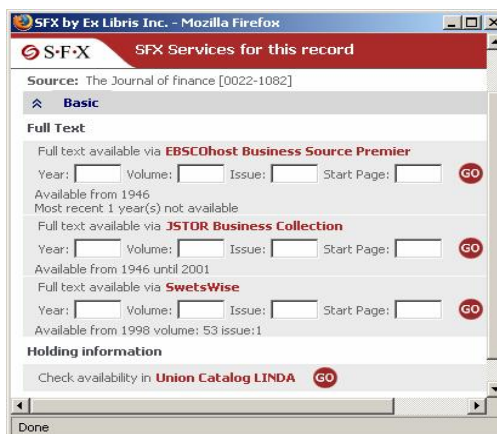 SFX by Ex Libris Inc. - Mozilla Firefox
S·F·X SFX Services for this record
Source: The Journal of finance [0022-1082]
Basic
Full Text
Full text available via EBSCOhost Business Source Premier
Year: Volume: Issue: Start Page: GO
Available from 1946
Most recent 1 year(s) not available
Full text available via JSTOR Business Collection
Year: Volume: Issue: Start Page: GO
Available from 1946 until 2001
Full text available via SwetsWise
Year: Volume: Issue: Start Page: GO
Available from 1998 volume: 53 issue:1
Holding information
Check availability in Union Catalog LINDA GO
Done